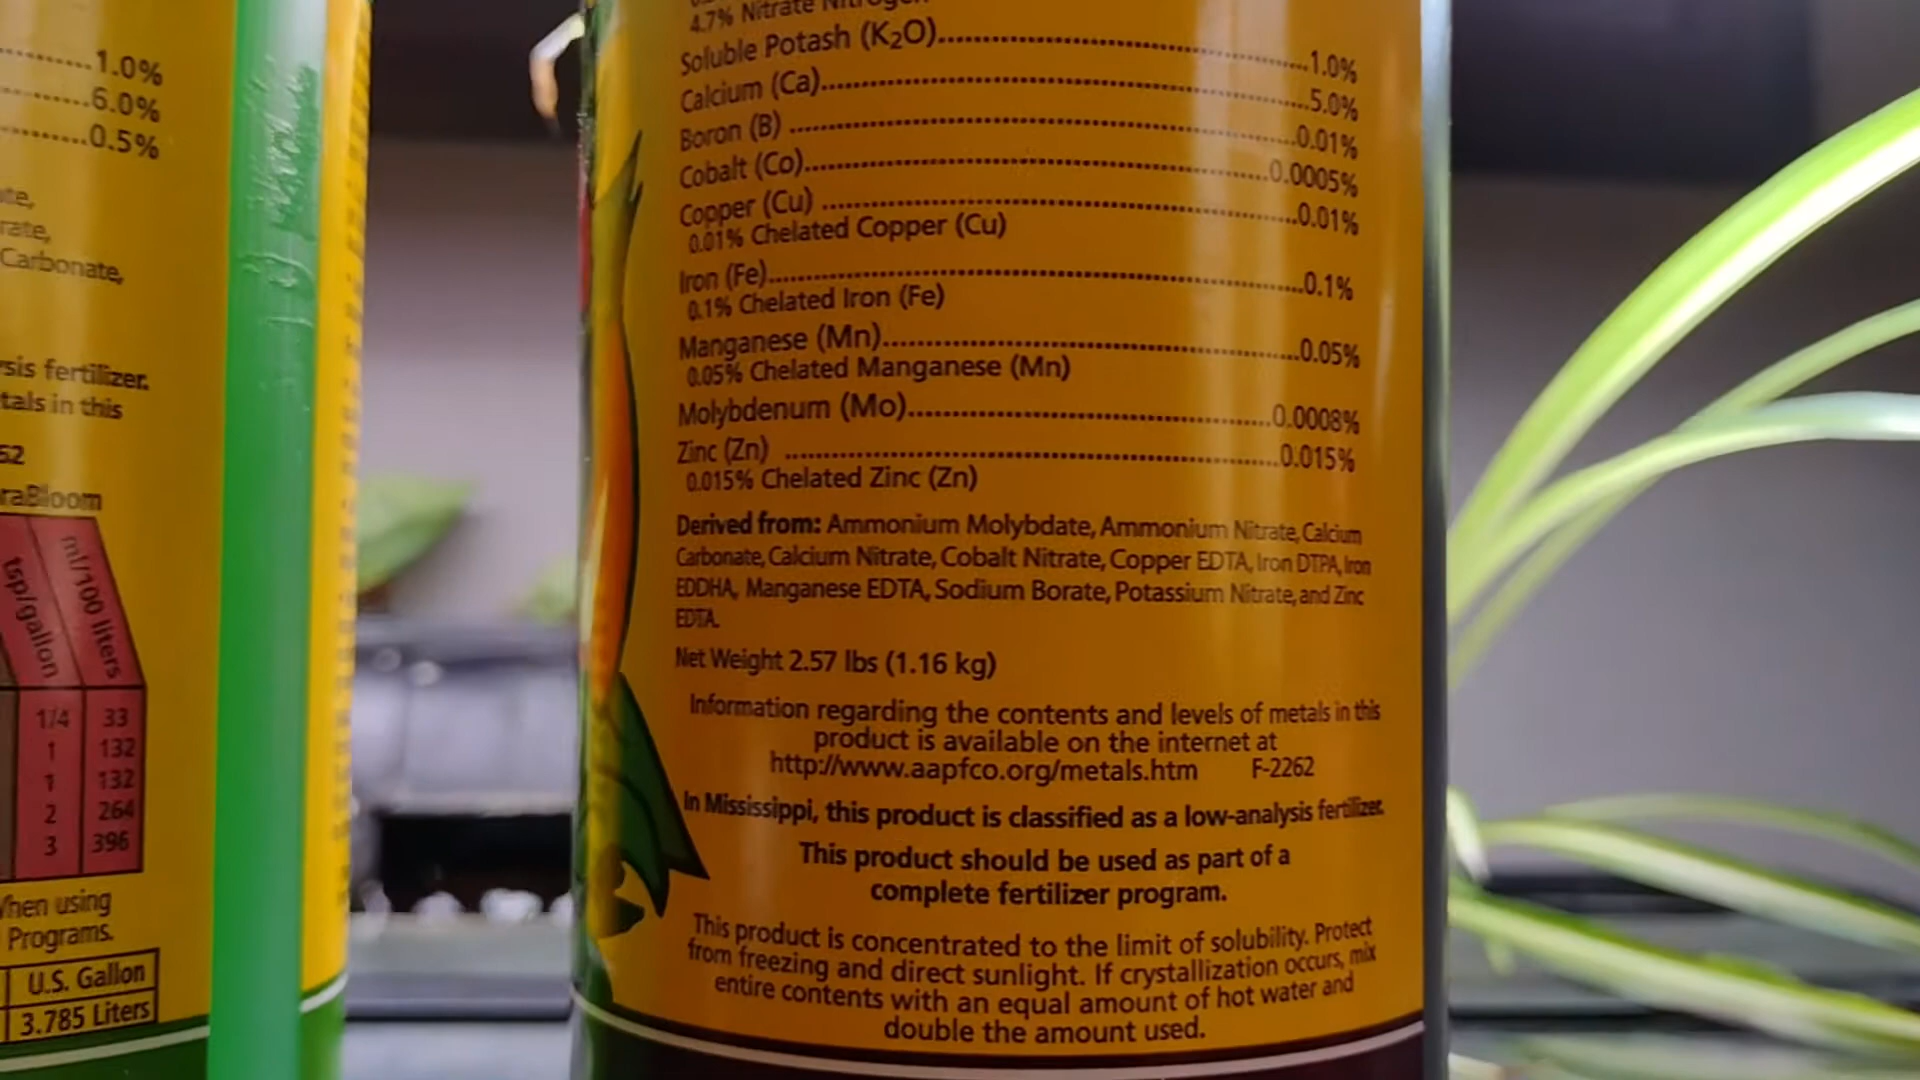 1.0%
6.0%
0.5%
Carbonate,
fertilizer.
in this
tsp/gallon
ml/100 liters
1/4 33
1 132
1 132
2 264
3 396
using
Programs.
U.S. Gallon
3.785 Liters
4.7% Nitrate Nitrogen
Soluble Potash (K₂O)..........1.0%
Calcium (Ca)..........5.0%
Boron (B) ..........0.01%
Cobalt (Co)..........0.0005%
Copper (Cu) ..........0.01%
0.01% Chelated Copper (Cu)
Iron (Fe)..........0.1%
0.1% Chelated Iron (Fe)
Manganese (Mn)..........0.05%
0.05% Chelated Manganese (Mn)
Molybdenum (Mo)..........0.0008%
Zinc (Zn) ..........0.015%
0.015% Chelated Zinc (Zn)
Derived from: Ammonium Molybdate, Ammonium Nitrate, Calcium
Carbonate, Calcium Nitrate, Cobalt Nitrate, Copper EDTA, Iron DTPA, Iron
EDDHA, Manganese EDTA, Sodium Borate, Potassium Nitrate, and Zinc
EDTA.
Net Weight 2.57 lbs (1.16 kg)
Information regarding the contents and levels of metals in this
product is available on the internet at
http://www.aapfco.org/metals.htm F-2262
In Mississippi, this product is classified as a low-analysis fertilizer.
This product should be used as part of a
complete fertilizer program.
This product is concentrated to the limit of solubility. Protect
from freezing and direct sunlight. If crystallization occurs, mix
entire contents with an equal amount of hot water and
double the amount used.